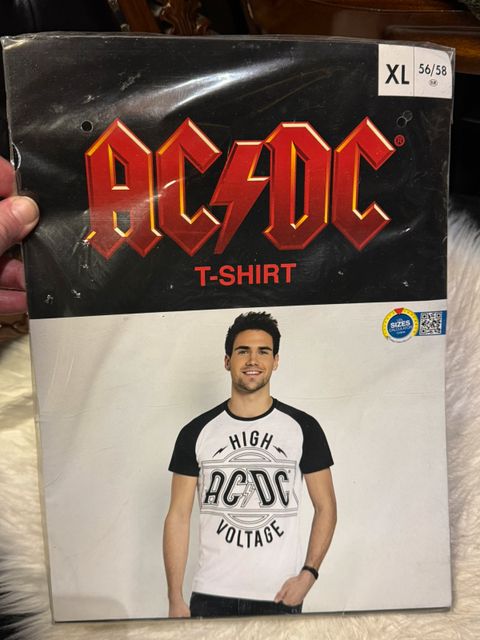 XL
56/58
AC⚡DC®
T-SHIRT
SIZES
HIGH
AC⚡DC
VOLTAGE